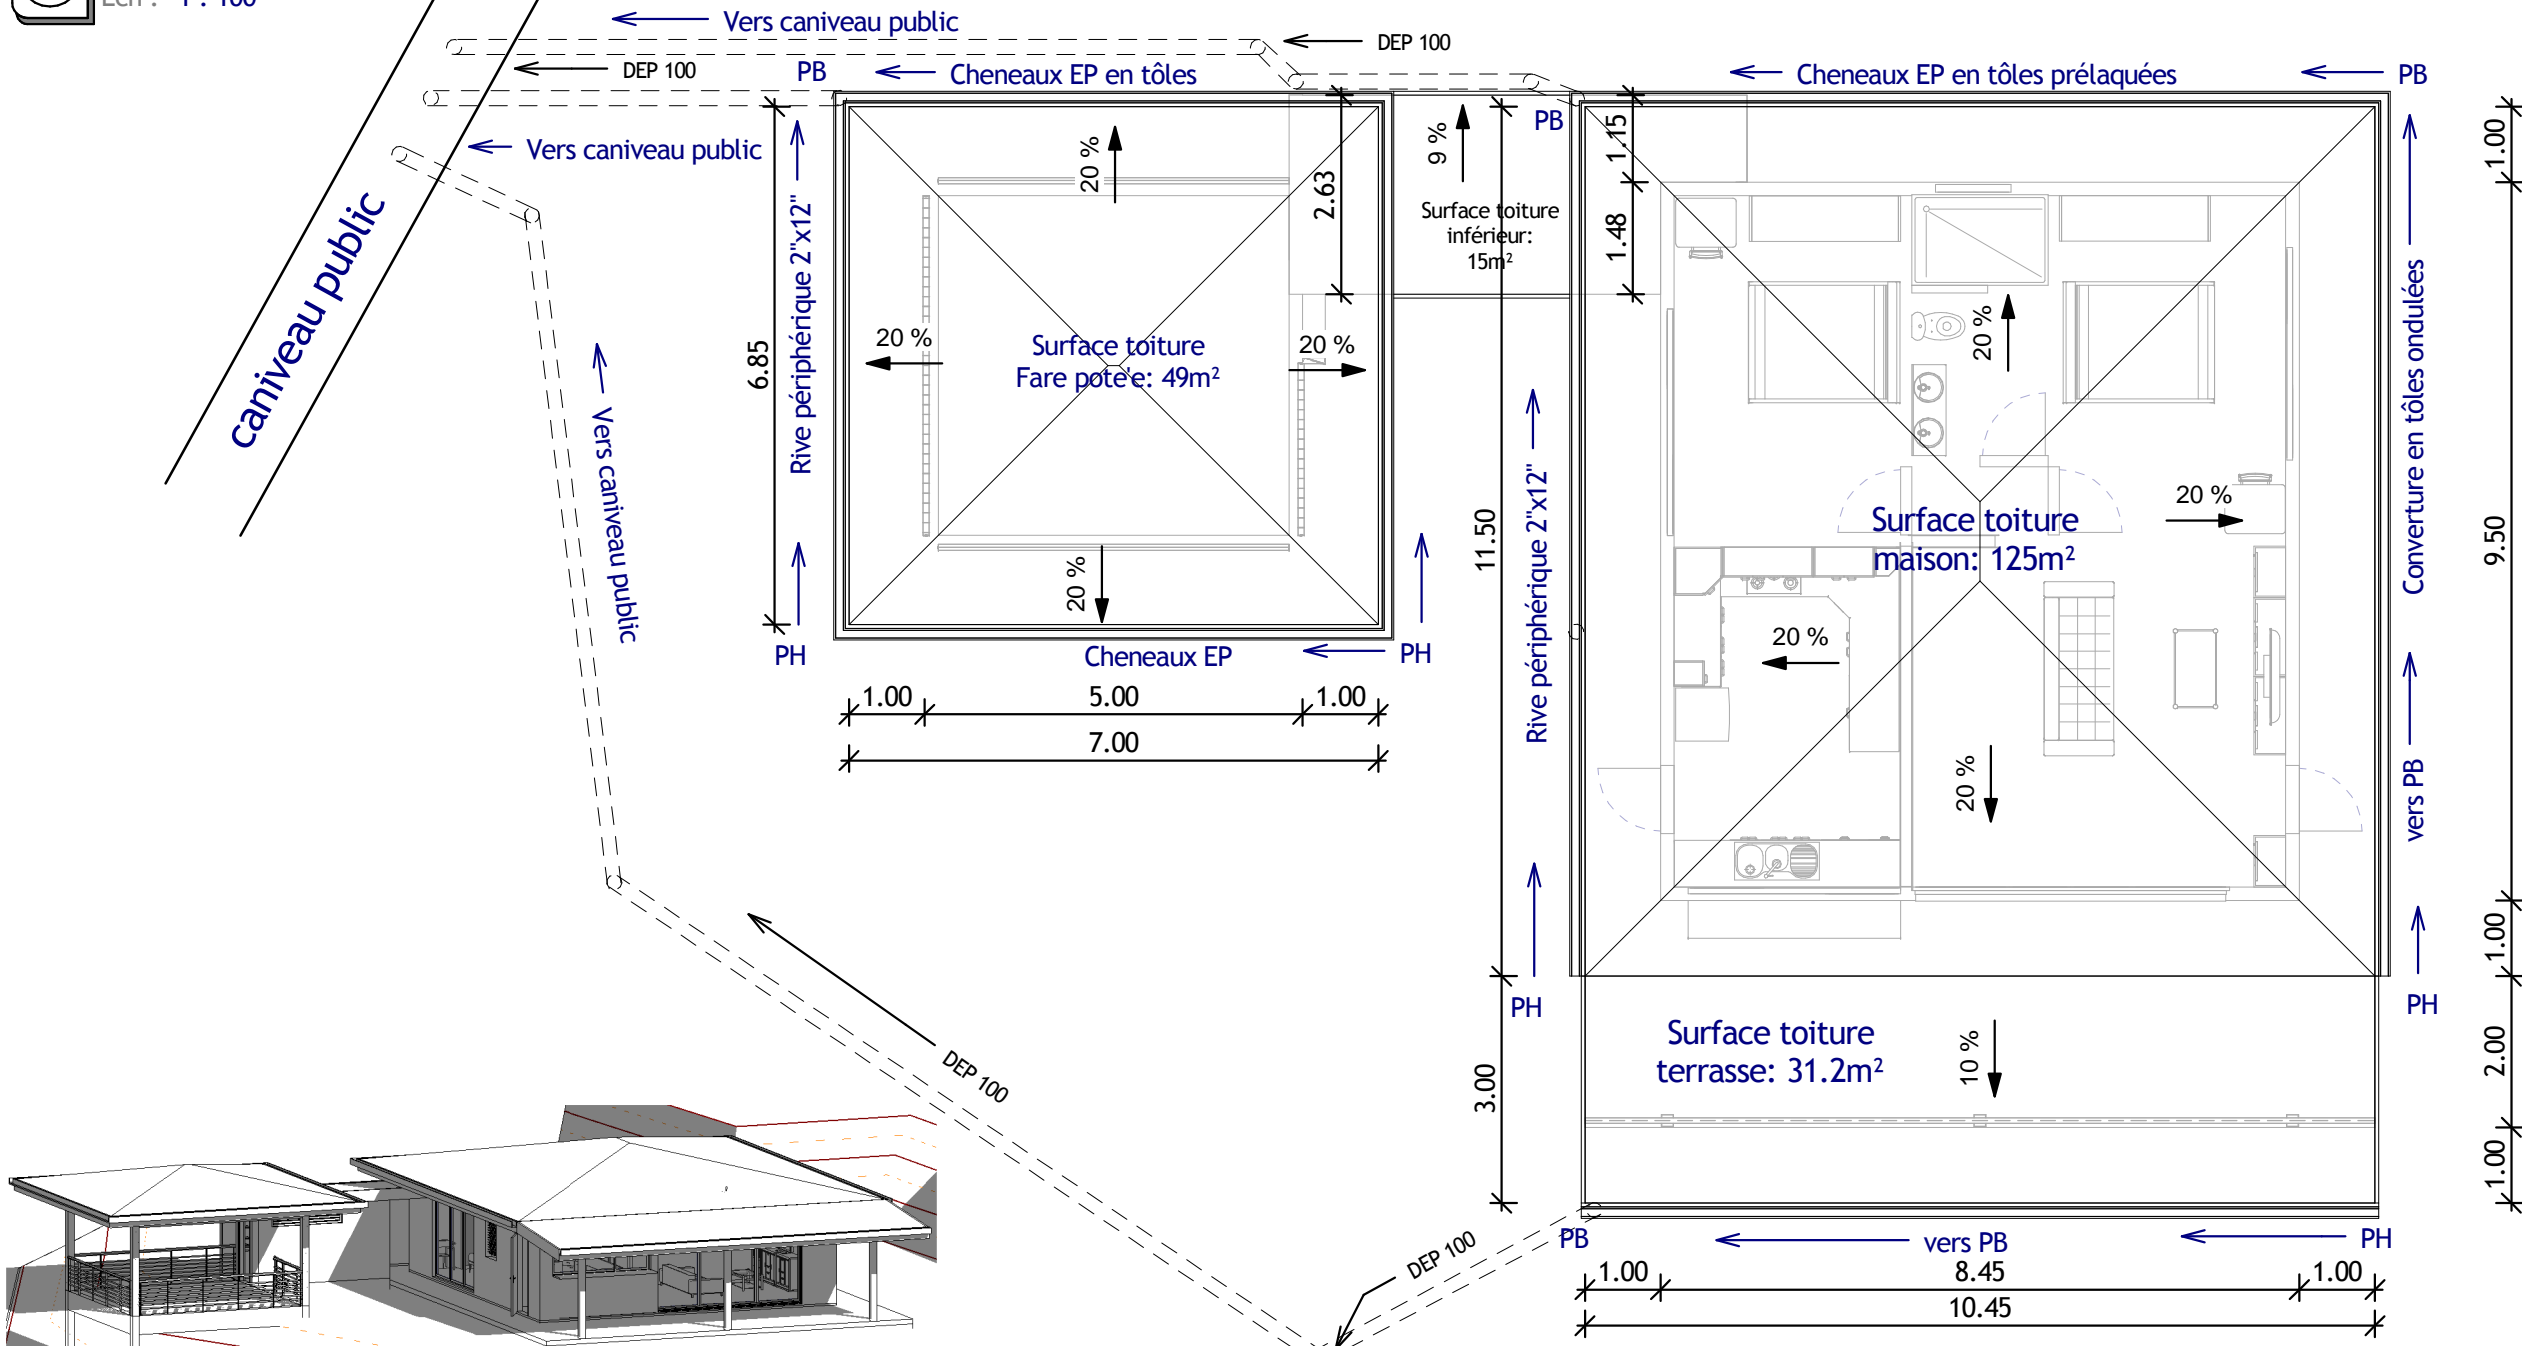 Ech : 1 : 100
Vers caniveau public
DEP 100
DEP 100
PB
Cheneaux EP en tôles
Cheneaux EP en tôles prélaquées
PB
Vers caniveau public
PB
caniveau public
Vers caniveau public
6.85
Rive périphérique 2"x12"
20 %
20 %
20 %
20 %
Surface toiture
Fare pote'e: 49m²
2.63
9 %
Surface toiture
inférieur:
15m²
1.15
1.48
PH
Cheneaux EP
PH
1.00
5.00
1.00
7.00
11.50
3.00
Rive périphérique 2"x12"
20 %
20 %
20 %
20 %
Surface toiture
maison: 125m²
Converture en tôles ondulées
vers PB
1.00
9.50
1.00
2.00
1.00
PH
PH
Surface toiture
terrasse: 31.2m²
10 %
DEP 100
DEP 100
PB
vers PB
PH
1.00
8.45
1.00
10.45